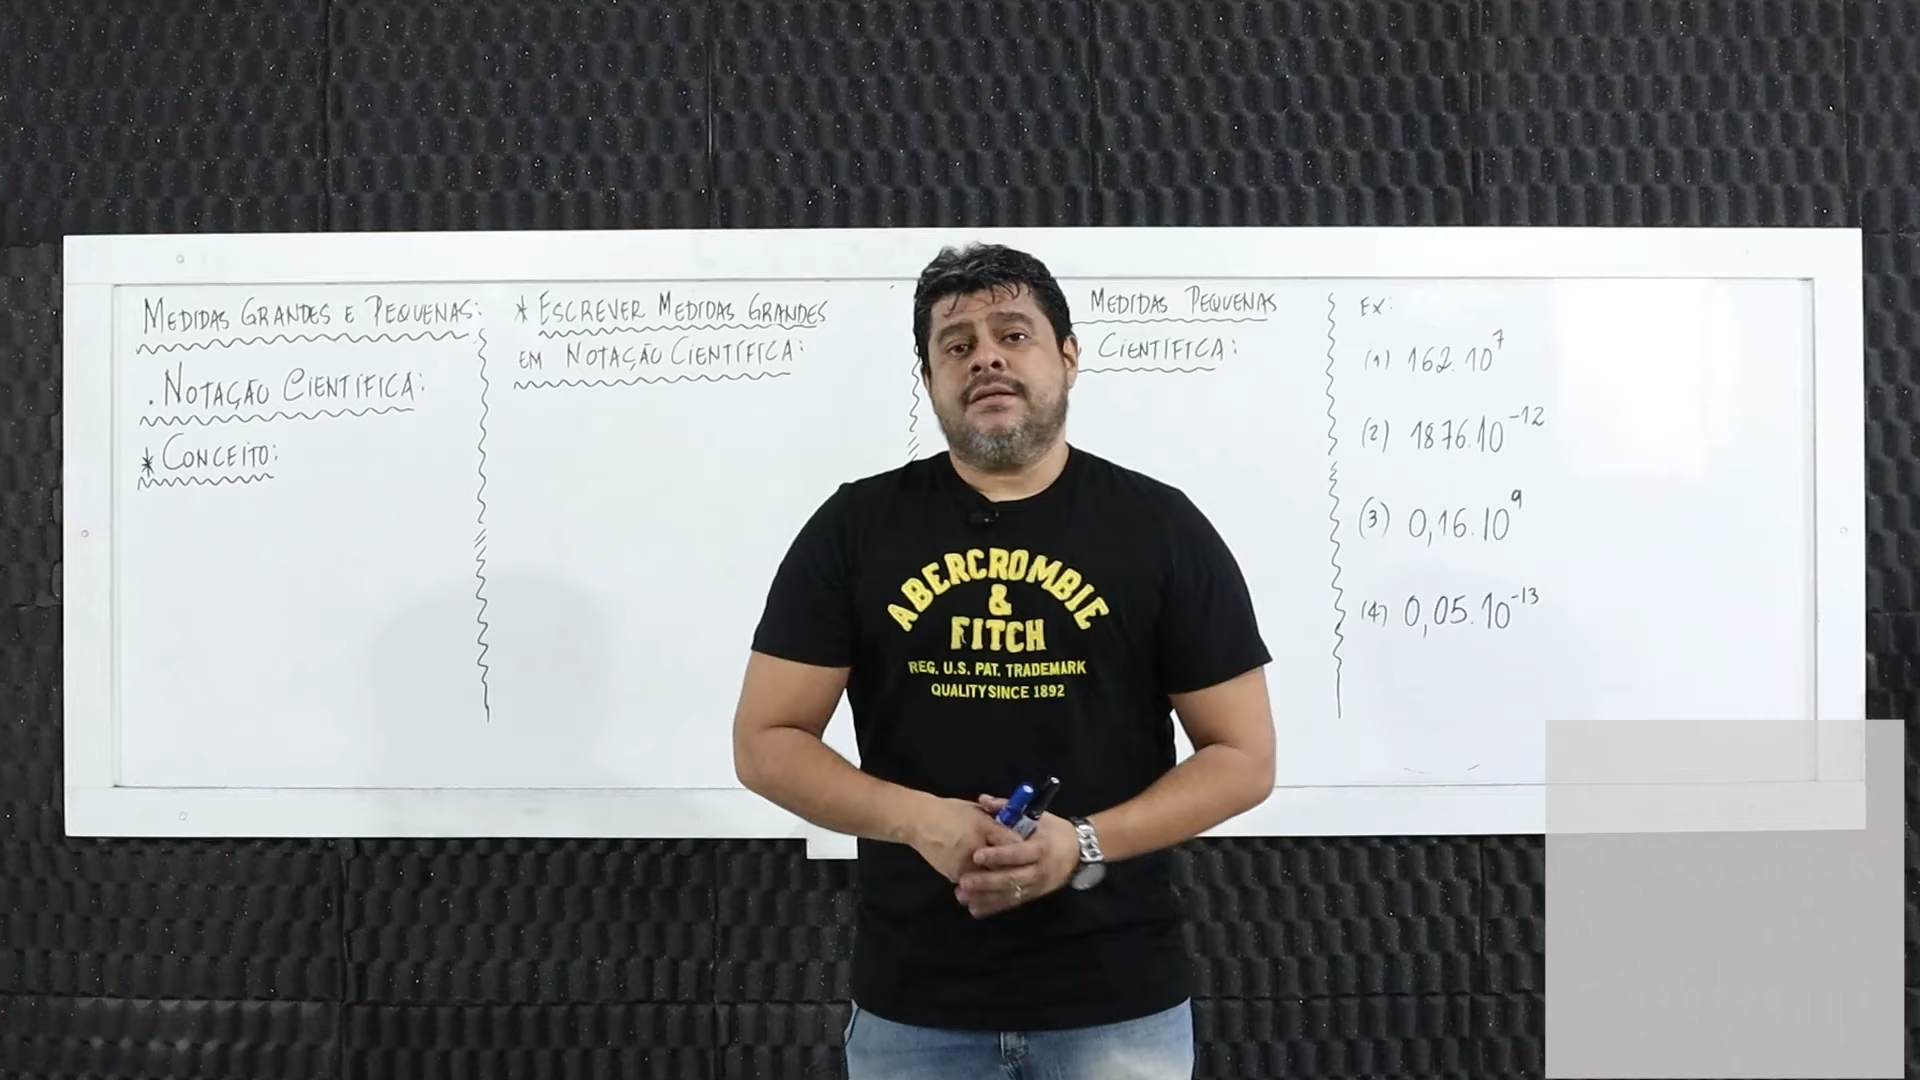 MEDIDAS GRANDES E PEQUENAS:
. NOTAÇÃO CIENTÍFICA:
* CONCEITO:
* ESCREVER MEDIDAS GRANDES
EM NOTAÇÃO CIENTÍFICA:
MEDIDAS PEQUENAS
CIENTÍFICA:
EX:
(1) 162.10⁷
(2) 1876.10⁻¹²
(3) 0,16.10⁹
(4) 0,05.10⁻¹³
ABERCROMBIE
&
FITCH
REG. U.S. PAT. TRADEMARK
QUALITY SINCE 1892